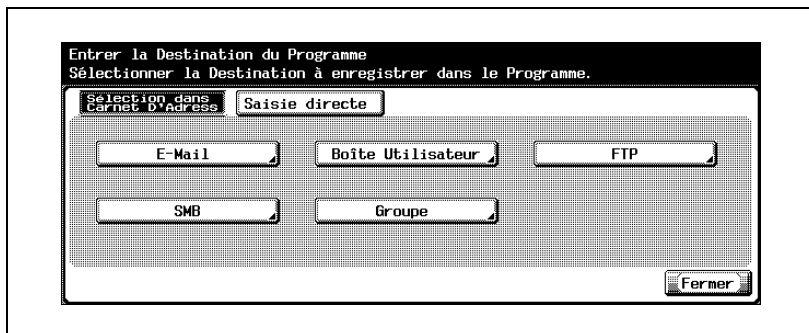 Entrer la Destination du Programme
Sélectionner la Destination à enregistrer dans le Programme.
Sélection dans
Carnet D'Adress
Saisie directe
E-Mail
Boîte Utilisateur
FTP
SMB
Groupe
Fermer